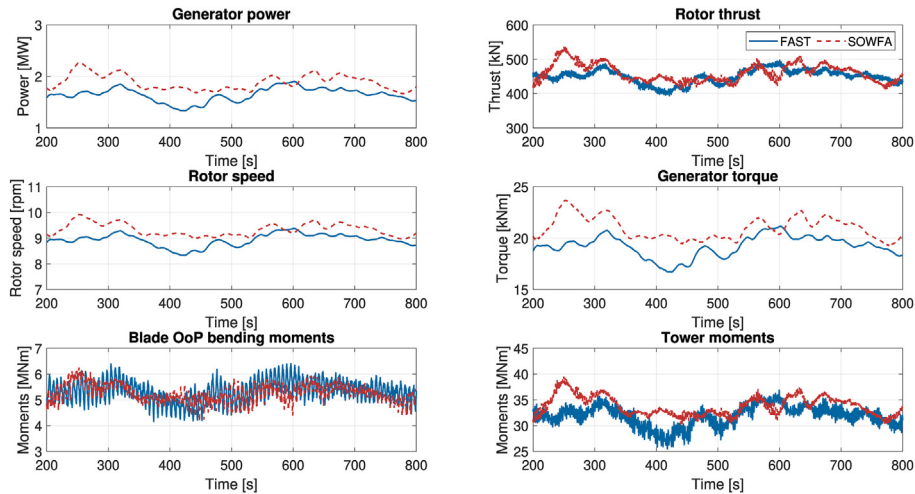 Generator power
Power [MW]
3
2
1
200 300 400 500 600 700 800
Time [s]
Rotor thrust
Thrust [kN]
600
500
400
300
FAST SOWFA
200 300 400 500 600 700 800
Time [s]
Rotor speed
Rotor speed [rpm]
11
10
9
8
7
200 300 400 500 600 700 800
Time [s]
Generator torque
Torque [kNm]
25
20
15
200 300 400 500 600 700 800
Time [s]
Blade OoP bending moments
Moments [MNm]
7
6
5
4
3
200 300 400 500 600 700 800
Time [s]
Tower moments
Moments [MNm]
45
40
35
30
25
200 300 400 500 600 700 800
Time [s]